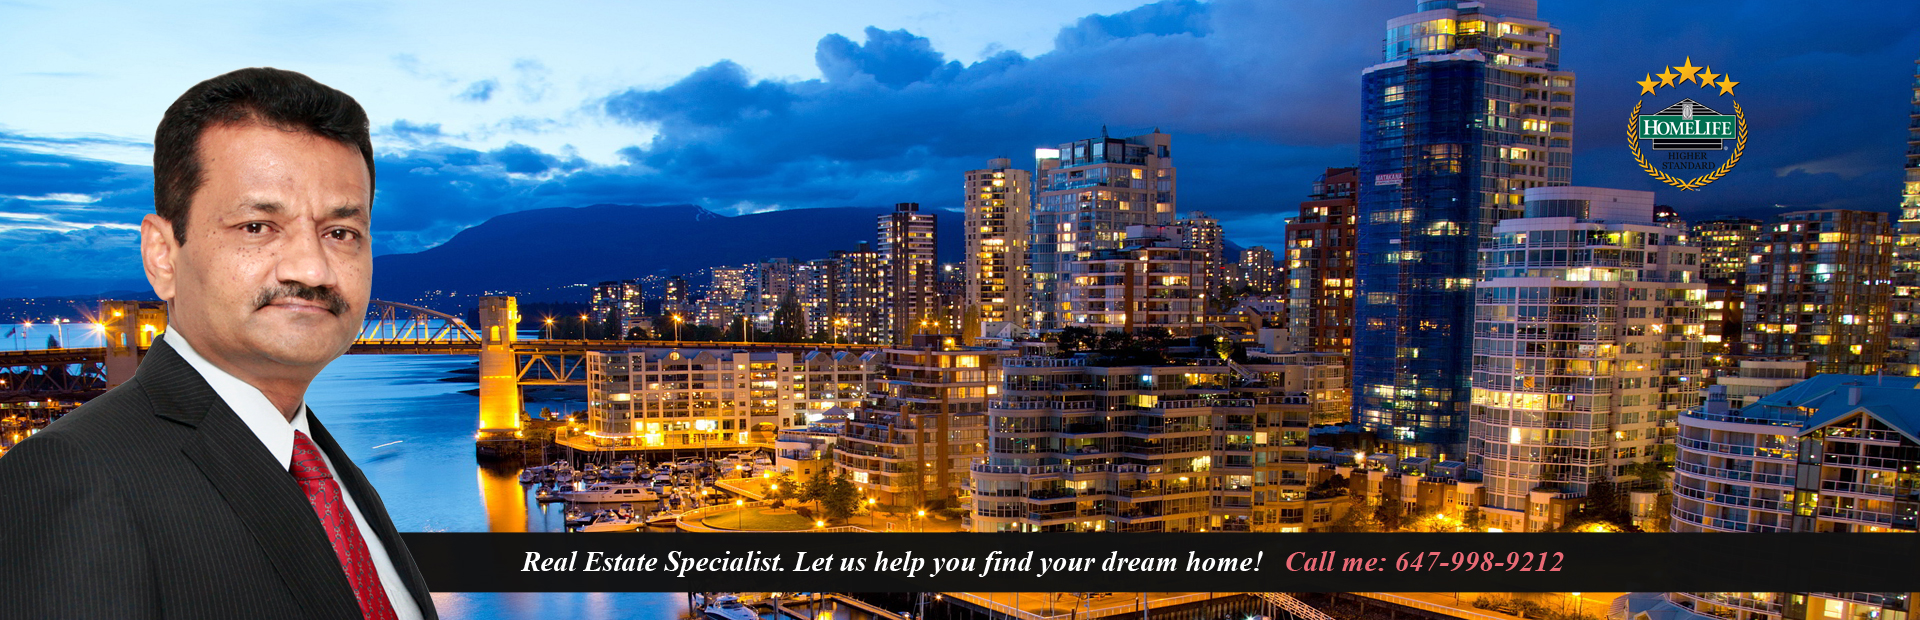 HOMELIFE
HIGHER
STANDARD
Real Estate Specialist. Let us help you find your dream home! Call me: 647-998-9212